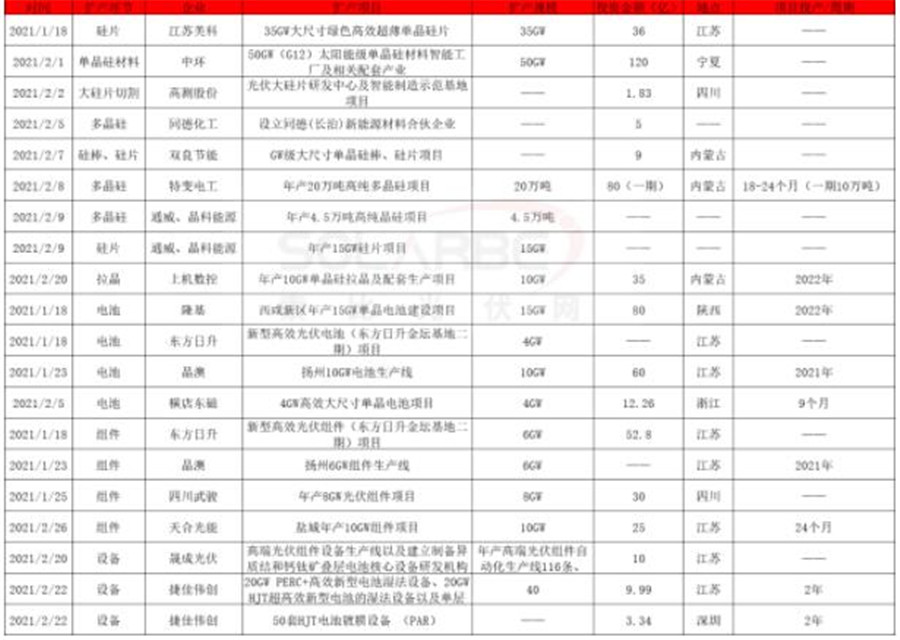 时间 扩产环节 企业 扩产项目 扩产规模 投资金额（亿） 地点 项目投产/周期
2021/1/18 硅片 江苏美科 35GW大尺寸绿色高效超薄单晶硅片 35GW 36 江苏 ——
2021/2/1 单晶硅材料 中环 50GW（G12）太阳能级单晶硅材料智能工 50GW 120 宁夏 ——
厂及相关配套产业
2021/2/2 大硅片切割 高测股份 光伏大硅片研发中心及智能制造示范基地 —— 1.83 四川 ——
项目
2021/2/5 多晶硅 同德化工 设立同德(长治)新能源材料合伙企业 —— 5 —— ——
2021/2/7 硅棒、硅片 双良节能 GW级大尺寸单晶硅棒、硅片项目 —— 9 内蒙古 ——
2021/2/8 多晶硅 特变电工 年产20万吨高纯多晶硅项目 20万吨 80（一期） 内蒙古 18-24个月（一期10万吨）
2021/2/9 多晶硅 通威、晶科能源 年产4.5万吨高纯晶硅项目 4.5万吨 —— —— ——
2021/2/9 硅片 通威、晶科能源 年产15GW硅片项目 15GW —— —— ——
2021/2/20 拉晶 上机数控 年产10GW单晶硅拉晶及配套生产项目 10GW 35 内蒙古 2022年
2021/1/18 电池 隆基 西咸新区年产15GW单晶电池建设项目 15GW 80 陕西 2022年
2021/1/18 电池 东方日升 新型高效光伏电池（东方日升金坛基地二 4GW —— 江苏 ——
期）项目
2021/1/23 电池 晶澳 扬州10GW电池生产线 10GW 60 江苏 2021年
2021/2/5 电池 横店东磁 4GW高效大尺寸单晶电池项目 4GW 12.26 浙江 9个月
2021/1/18 组件 东方日升 新型高效光伏组件（东方日升金坛基地二 6GW 52.8 江苏 ——
期）项目
2021/1/23 组件 晶澳 扬州6GW组件生产线 6GW —— 江苏 2021年
2021/1/25 组件 四川武骏 年产8GW光伏组件项目 8GW 30 四川 ——
2021/2/26 组件 天合光能 盐城年产10GW组件项目 10GW 25 江苏 24个月
2021/2/20 设备 晟成光伏 高端光伏组件设备生产线以及建立制备异 年产高端光伏组件自 10 江苏 ——
质结和钙钛矿叠层电池核心设备研发机构 动化生产线116条、
2021/2/22 设备 捷佳伟创 20GW PERC+高效新型电池湿法设备、20GW 40 9.99 江苏 2年
HJT超高效新型电池的湿法设备以及单层
2021/2/22 设备 捷佳伟创 50套HJT电池镀膜设备 （PAR） —— 3.34 深圳 2年